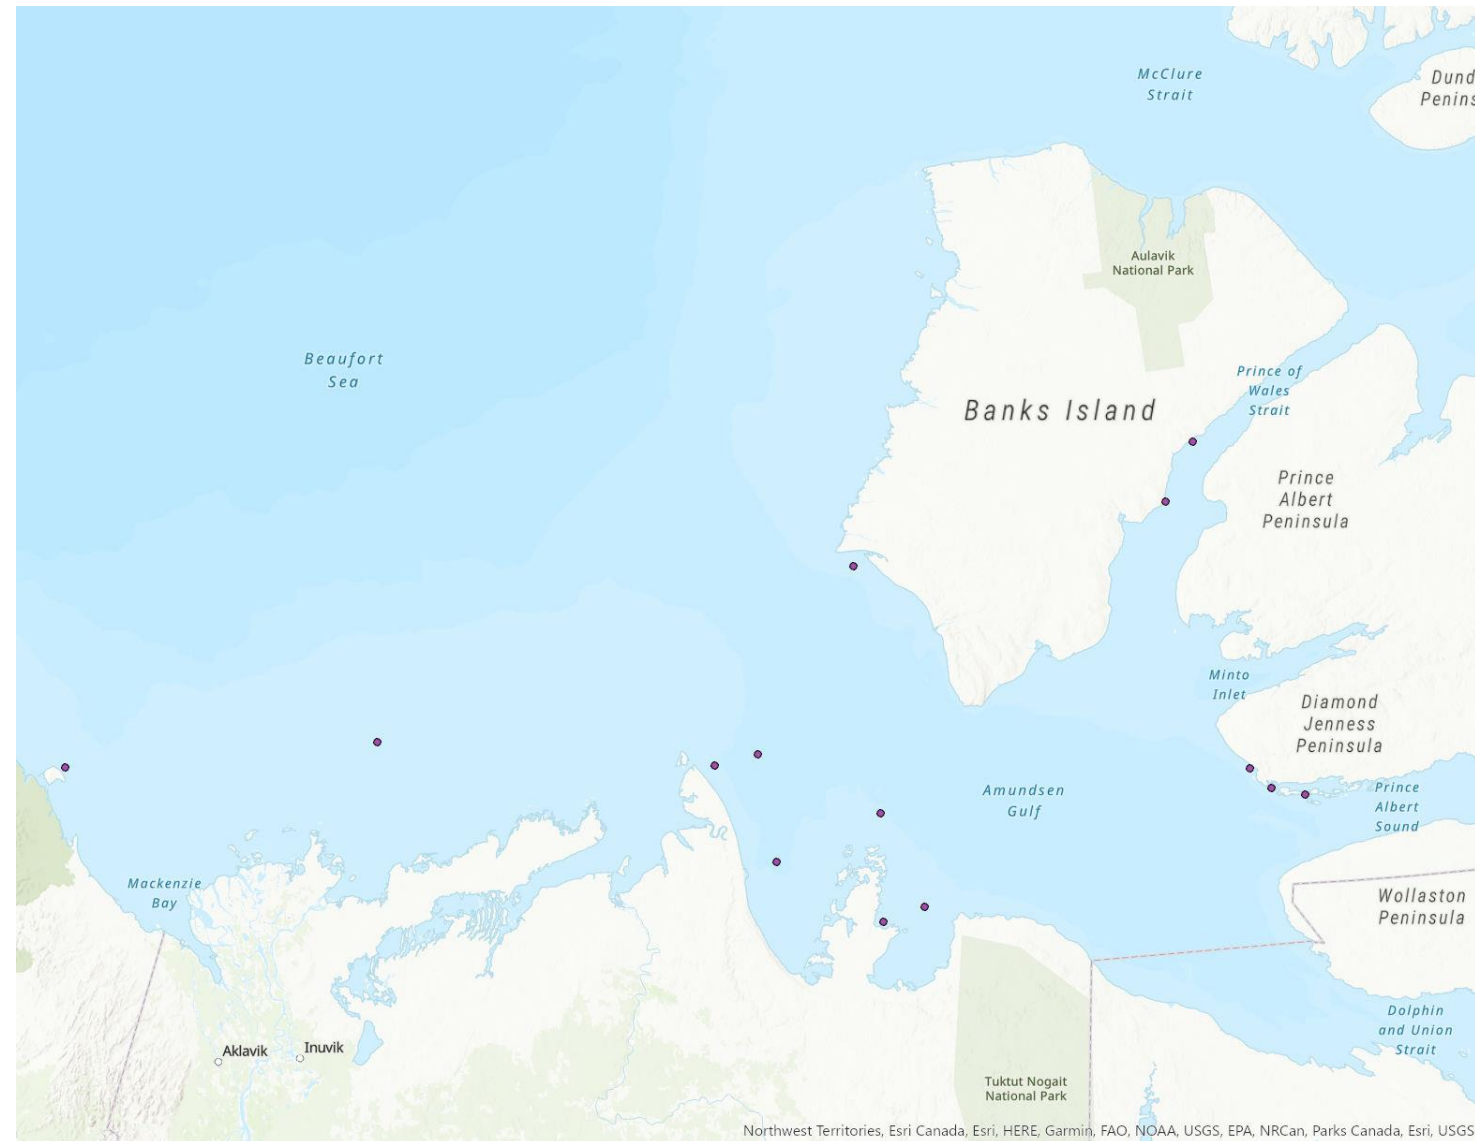 McClure
Strait
Dund
Penins
Aulavik
National Park
Beaufort
Sea
Prince of
Wales
Strait
Banks Island
Prince
Albert
Peninsula
Minto
Inlet
Diamond
Jenness
Peninsula
Amundsen
Gulf
Prince
Albert
Sound
Mackenzie
Bay
Wollaston
Peninsula
Dolphin
and Union
Strait
Aklavik
Inuvik
Tuktut Nogait
National Park
Northwest Territories, Esri Canada, Esri, HERE, Garmin, FAO, NOAA, USGS, EPA, NRCan, Parks Canada, Esri, USGS